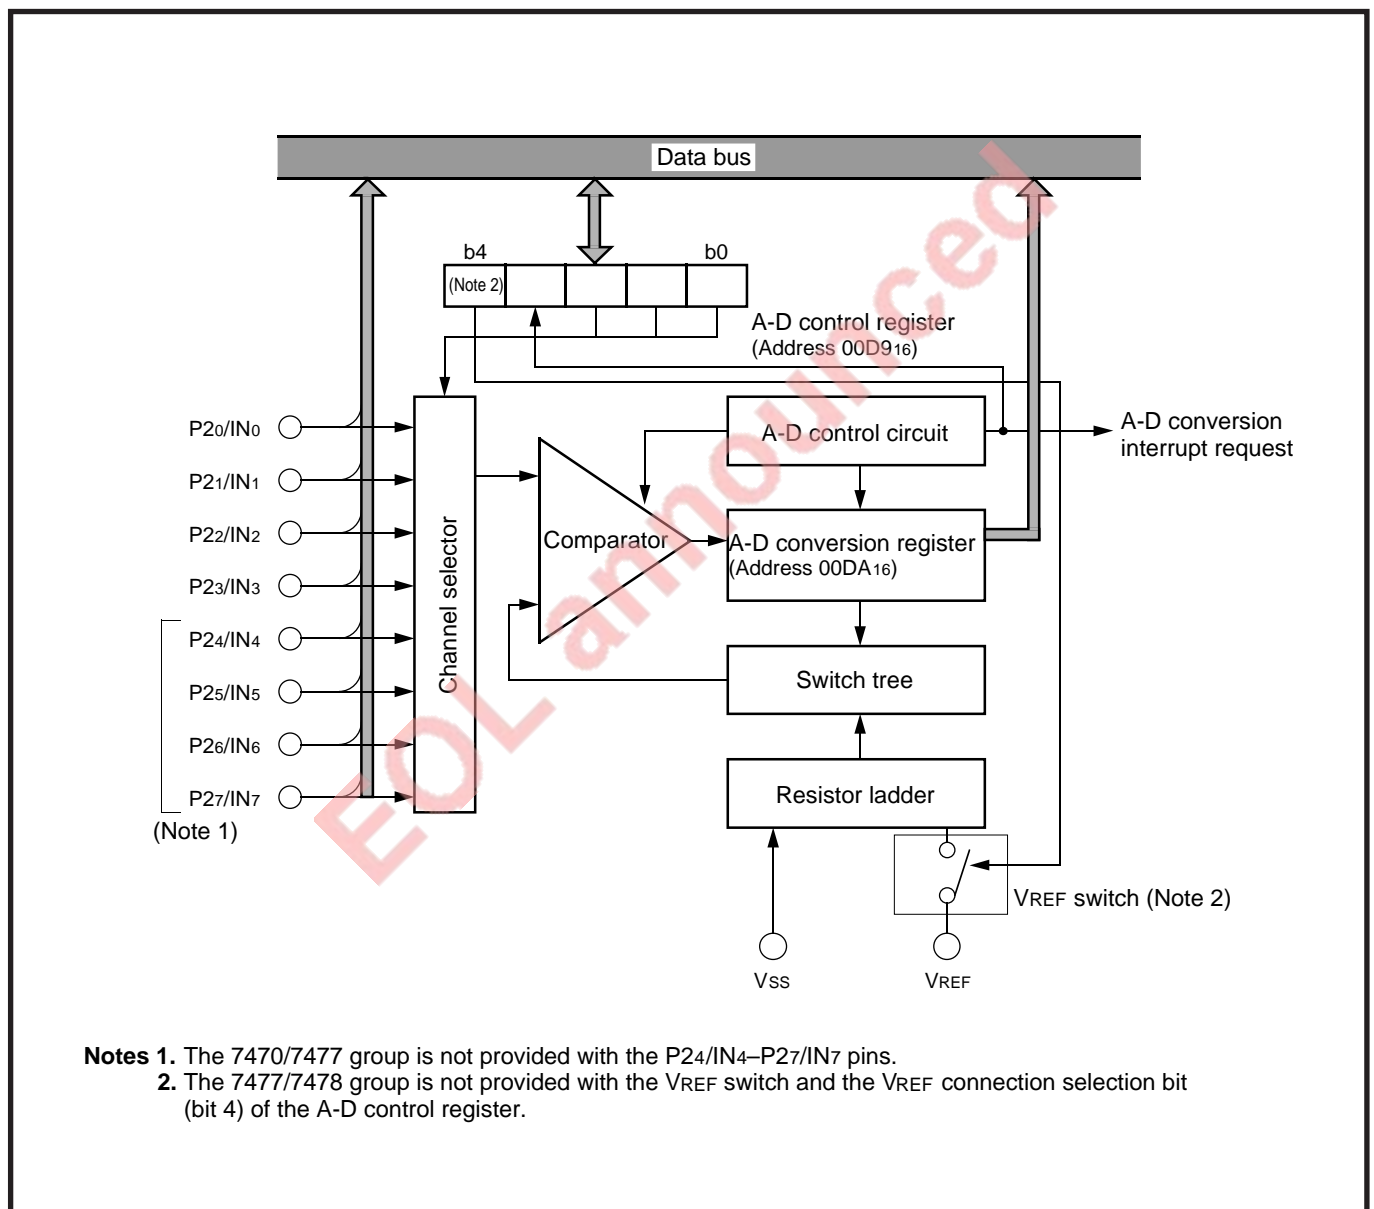 Data bus
b4 b0
(Note 2)
A-D control register
(Address 00D916)
P20/IN0
P21/IN1
P22/IN2
P23/IN3
P24/IN4
P25/IN5
P26/IN6
P27/IN7
(Note 1)
Channel selector
Comparator
A-D control circuit
A-D conversion
interrupt request
A-D conversion register
(Address 00DA16)
Switch tree
Resistor ladder
VREF switch (Note 2)
VSS
VREF
EOL announced
Notes 1. The 7470/7477 group is not provided with the P24/IN4–P27/IN7 pins.
2. The 7477/7478 group is not provided with the VREF switch and the VREF connection selection bit
(bit 4) of the A-D control register.